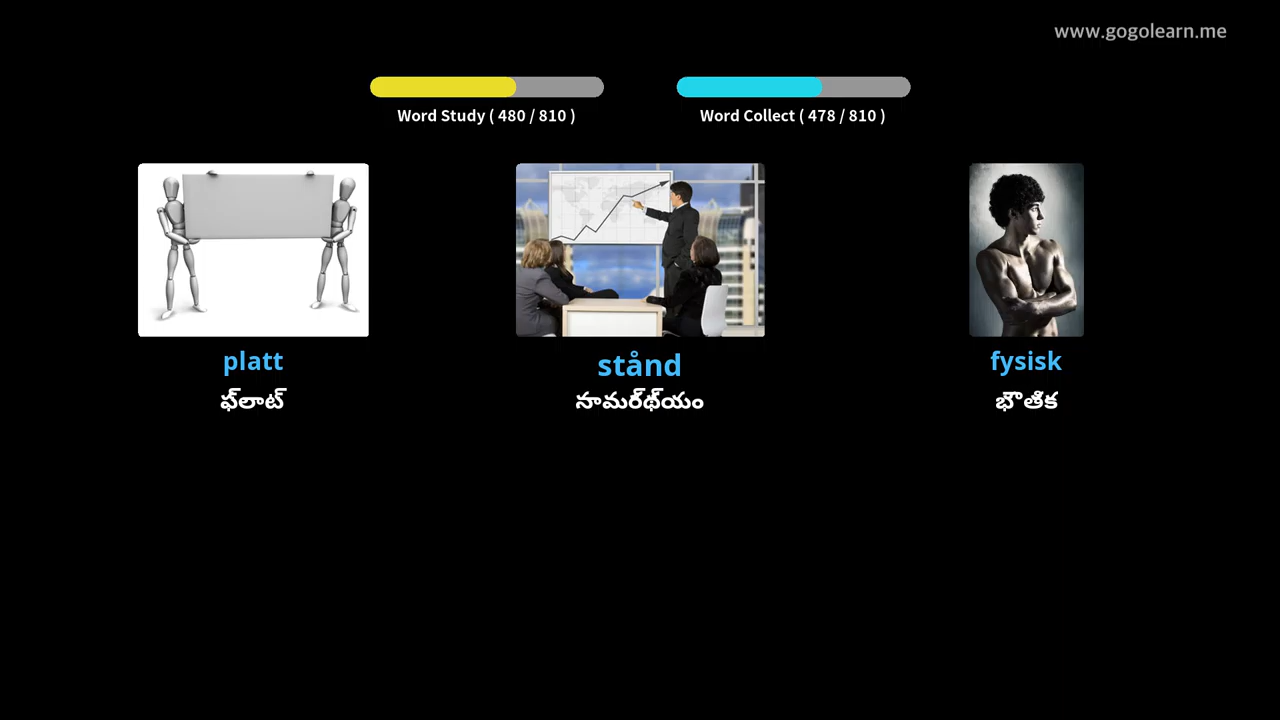 www.gogolearn.me
Word Study ( 480 / 810 )
Word Collect ( 478 / 810 )
platt
ఫ్‌లాట్
stånd
సామర్‌థ్‌యం
fysisk
భౌతిక